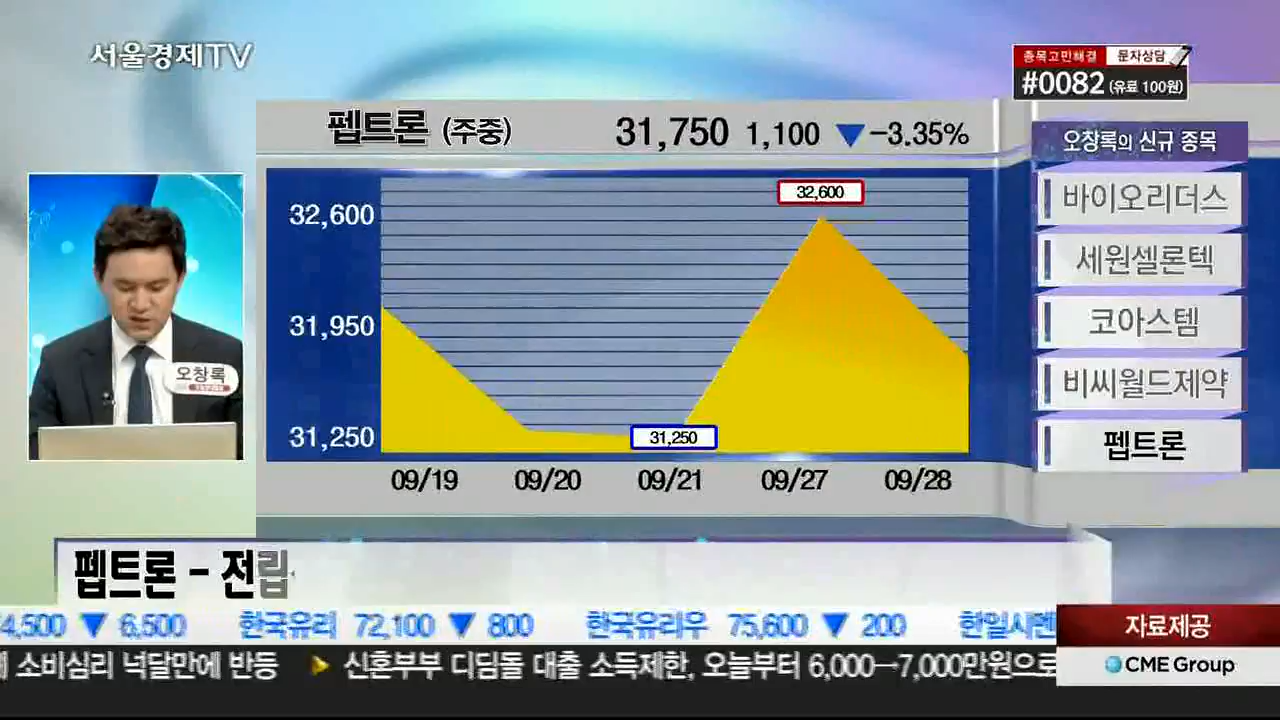 서울경제TV
종목고민해결 문자상담
#0082 (유료 100원)
펩트론 (주중) 31,750 1,100 ▼-3.35%
오창록의 신규 종목
바이오리더스
세원셀론텍
코아스템
비씨월드제약
펩트론
32,600
31,950
31,250
32,600
31,250
09/19 09/20 09/21 09/27 09/28
오창록
펩트론 - 전립
4,500 ▼ 6,500 한국유리 72,100 ▼ 800 한국유리우 75,600 ▼ 200 한일시멘
소비심리 넉달만에 반등 ▶ 신혼부부 디딤돌 대출 소득제한, 오늘부터 6,000→7,000만원으로
자료제공
CME Group